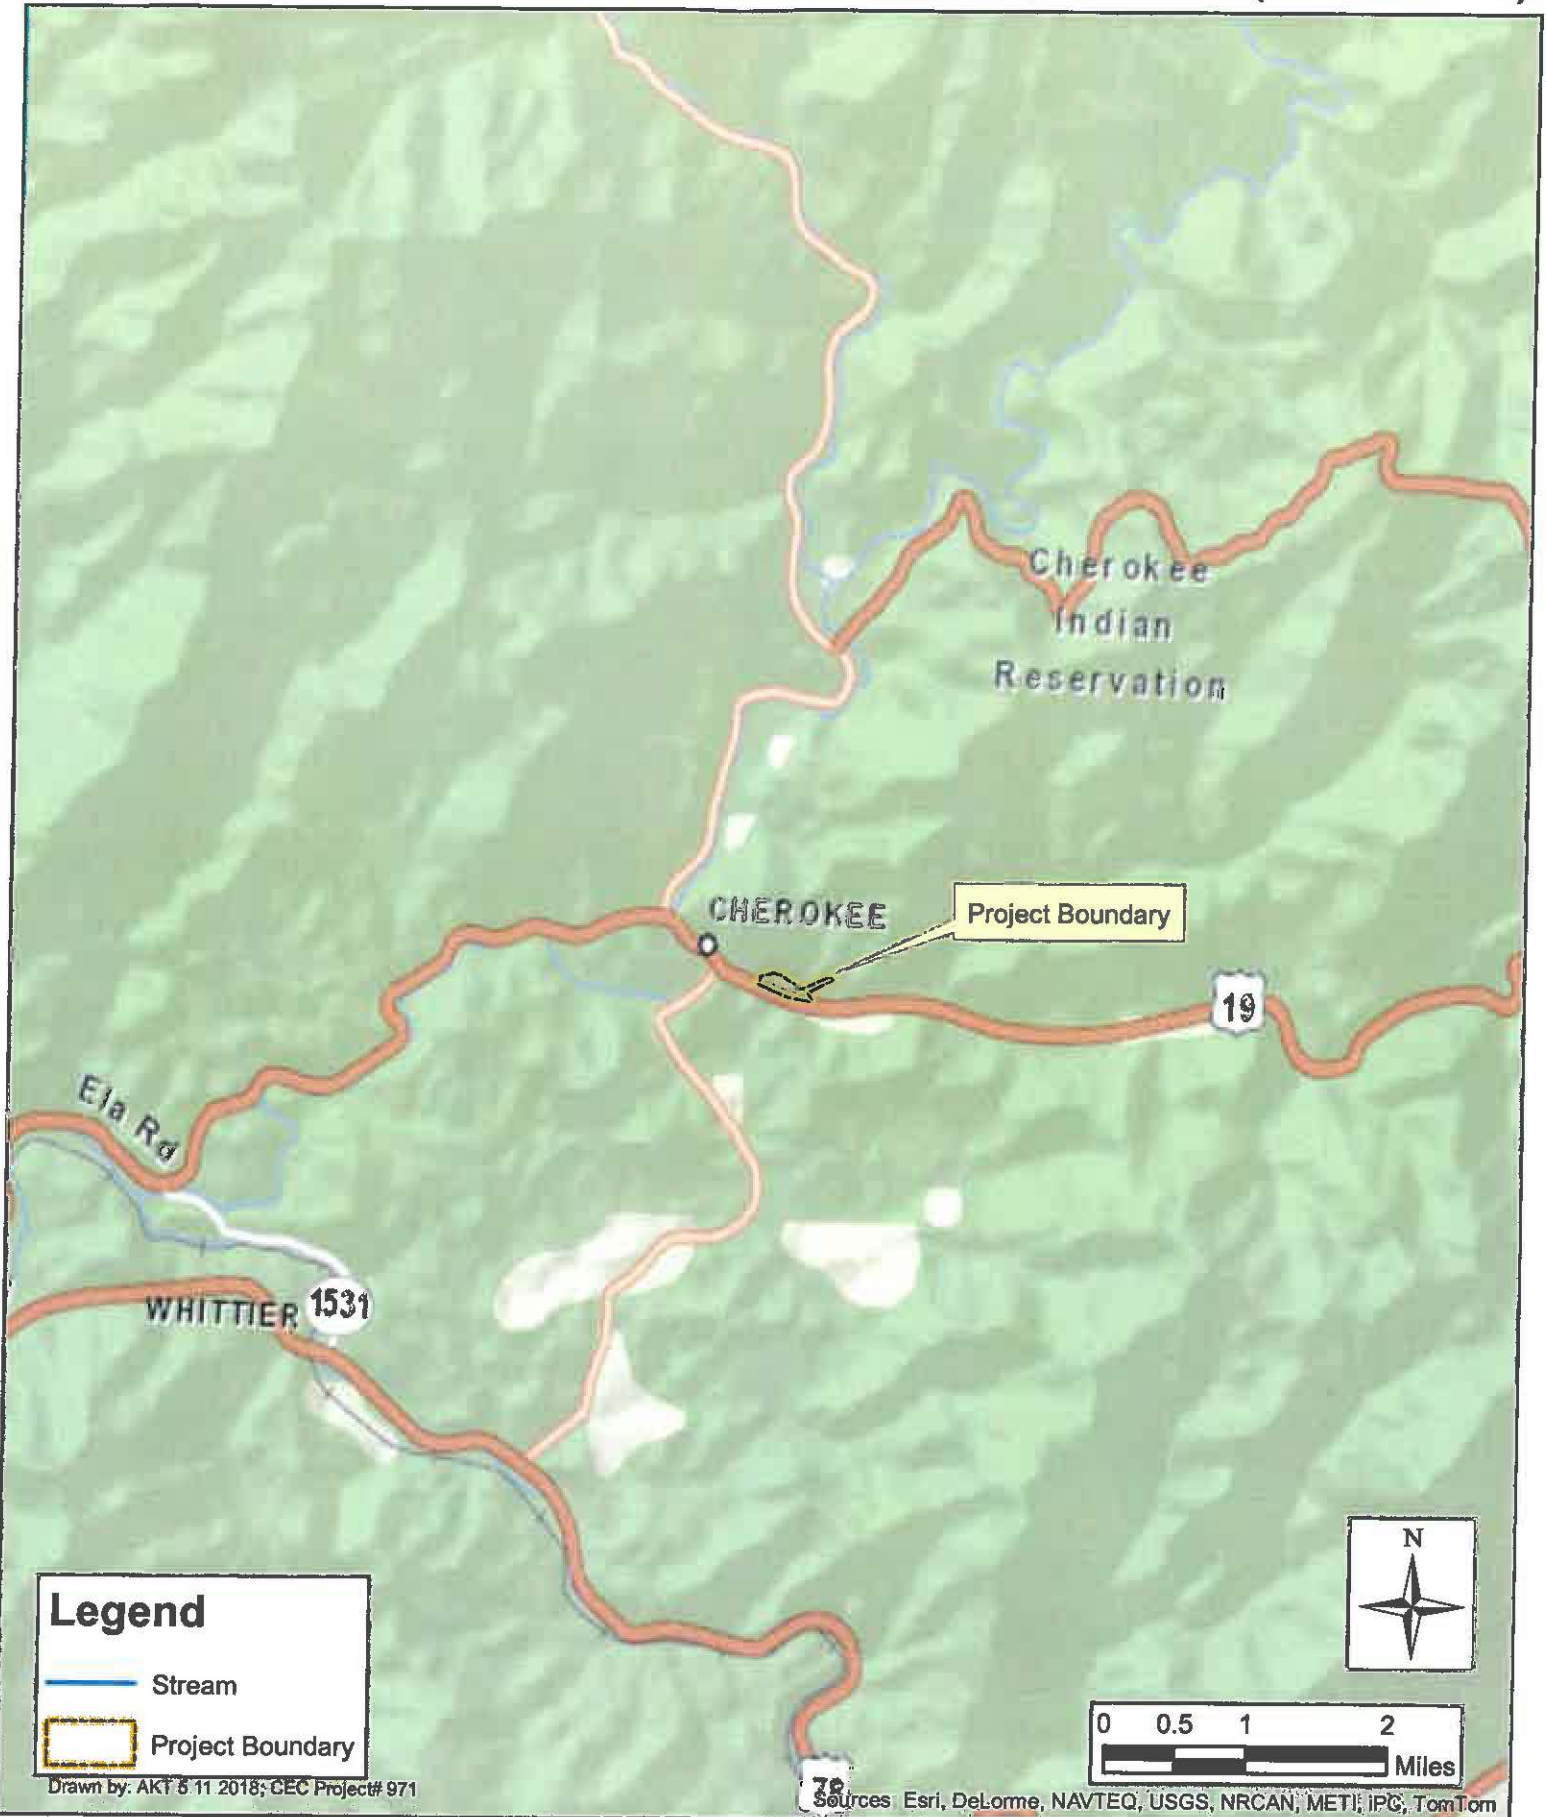 Cherokee
Indian
Reservation
CHEROKEE
Project Boundary
19
Ela Rd
WHITTIER
1531
N
Legend
Stream
Project Boundary
0 0.5 1 2
Miles
Drawn by: AKT 5 11 2018; CEC Project# 971
Sources Esri, DeLorme, NAVTEQ, USGS, NRCAN, METI, iPC, TomTom